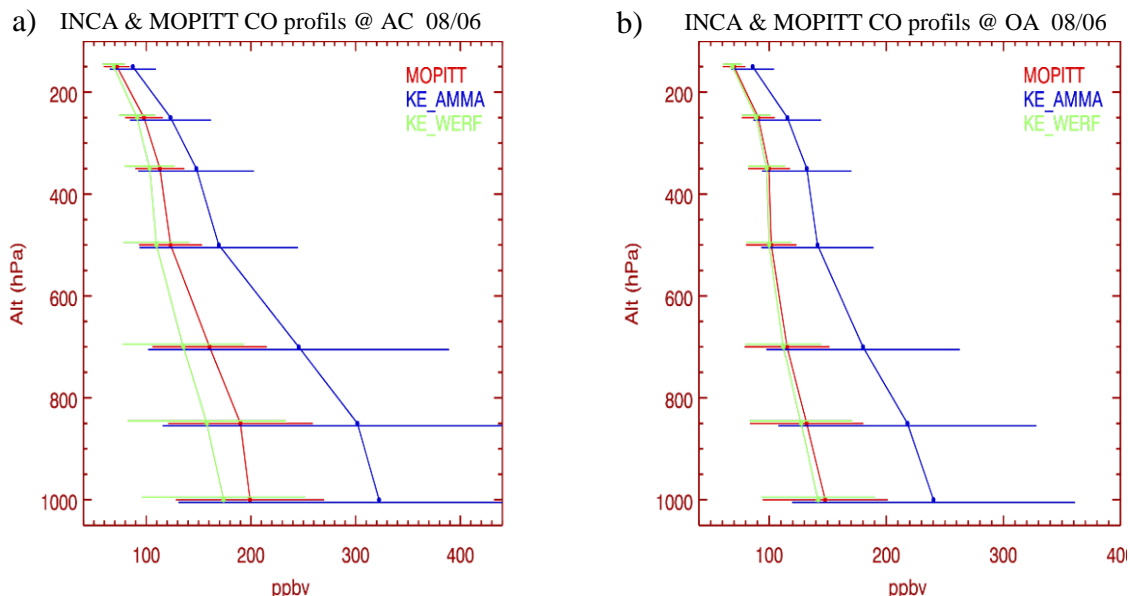 a) INCA & MOPITT CO profils @ AC 08/06
MOPITT
KE_AMMA
KE_WERF
200
400
600
800
1000
Alt (hPa)
100 200 300 400
ppbv
b) INCA & MOPITT CO profils @ OA 08/06
MOPITT
KE_AMMA
KE_WERF
200
400
600
800
1000
Alt (hPa)
100 200 300 400
ppbv